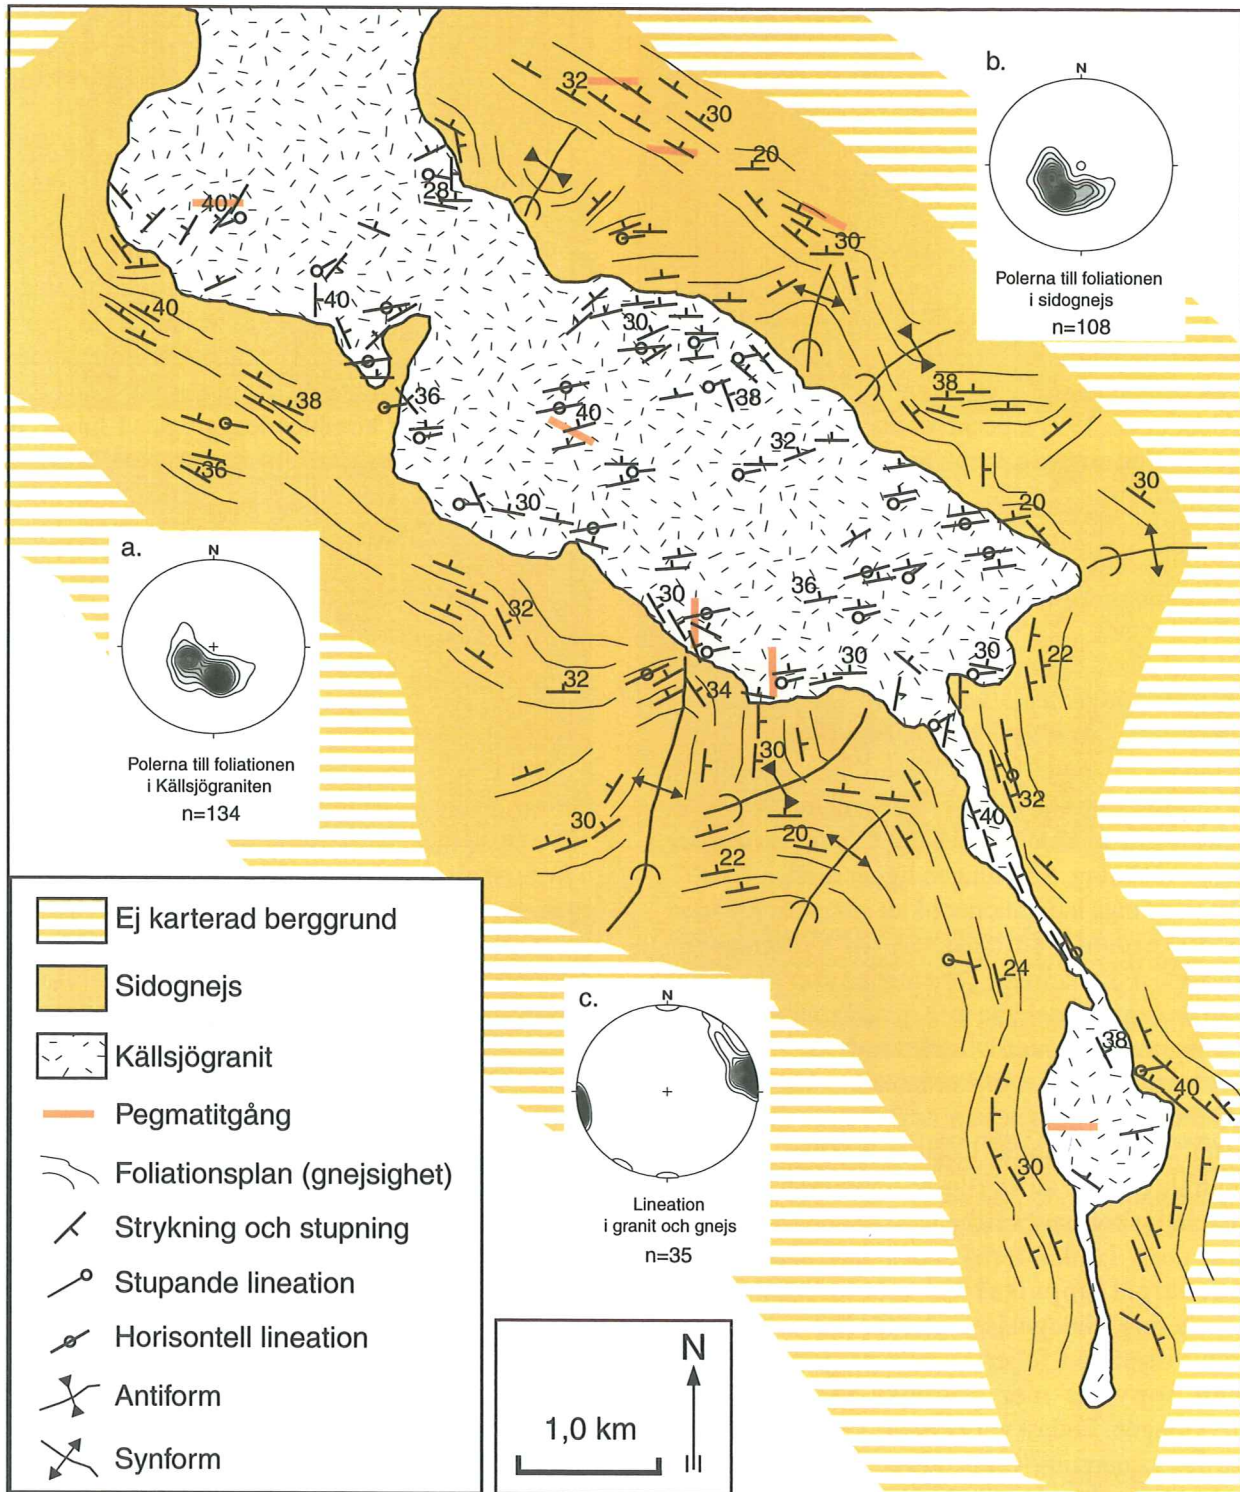 b.
N
Polerna till foliationen
i sidognejs
n=108
32
30
20
30
28
40
40
40
30
38
36
40
38
36
38
32
30
30
20
a.
N
Polerna till foliationen
i Källsjögraniten
n=134
32
30
36
30
30
22
32
34
30
32
40
30
20
22
24
38
40
30
c.
N
Lineation
i granit och gnejs
n=35
Ej karterad berggrund
Sidognejs
Källsjögranit
Pegmatitgång
Foliationsplan (gnejsighet)
Strykning och stupning
Stupande lineation
Horisontell lineation
Antiform
Synform
N
1,0 km